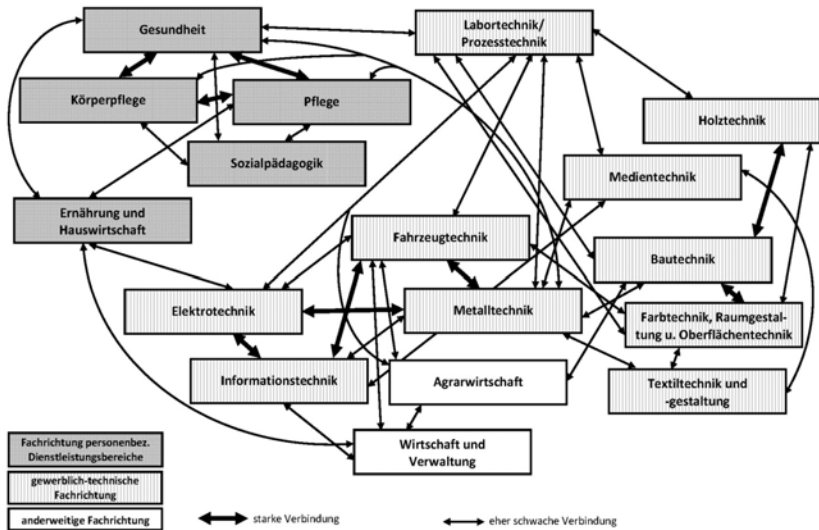 Gesundheit
Labortechnik/
Prozesstechnik
Körperpflege
Pflege
Holztechnik
Sozialpädagogik
Medientechnik
Ernährung und
Hauswirtschaft
Fahrzeugtechnik
Bautechnik
Elektrotechnik
Metalltechnik
Farbtechnik, Raumgestal-
tung u. Oberflächentechnik
Informationstechnik
Agrarwirtschaft
Textiltechnik und
-gestaltung
Wirtschaft und
Verwaltung
Fachrichtung personenbez.
Dienstleistungsbereiche
gewerblich-technische
Fachrichtung
anderweitige Fachrichtung
starke Verbindung
eher schwache Verbindung